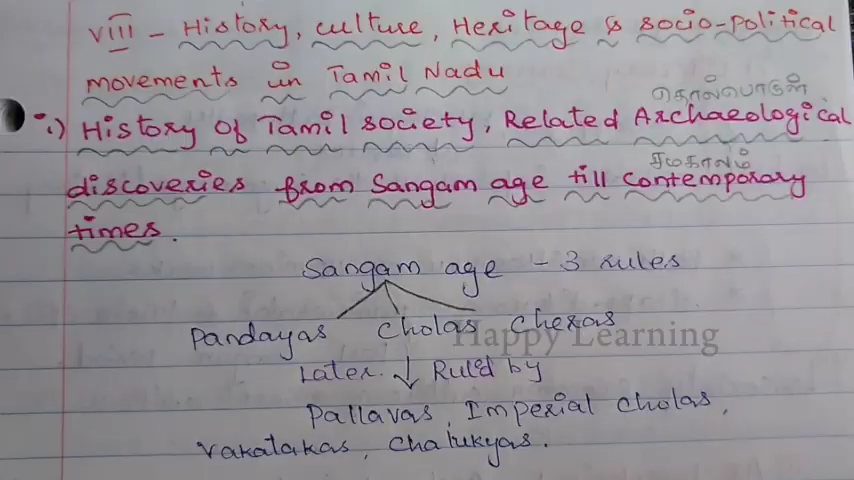 VIII - History, culture, Heritage & socio-political
movements in Tamil Nadu
தொல்பொருள்
i) History of Tamil society, Related Archaeological
சமகாலம்
discoveries from Sangam age till contemporary
times.
Sangam age - 3 rules
Pandayas Cholas Cheras
Happy Learning
Later. ↓ Ruled by
Pallavas, Imperial cholas,
Vakatakas, Chalukyas.